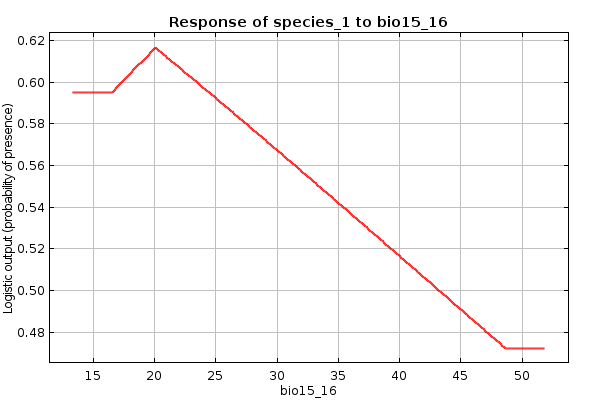 Response of species_1 to bio15_16
Logistic output (probability of presence)
0.62
0.60
0.58
0.56
0.54
0.52
0.50
0.48
15 20 25 30 35 40 45 50
bio15_16